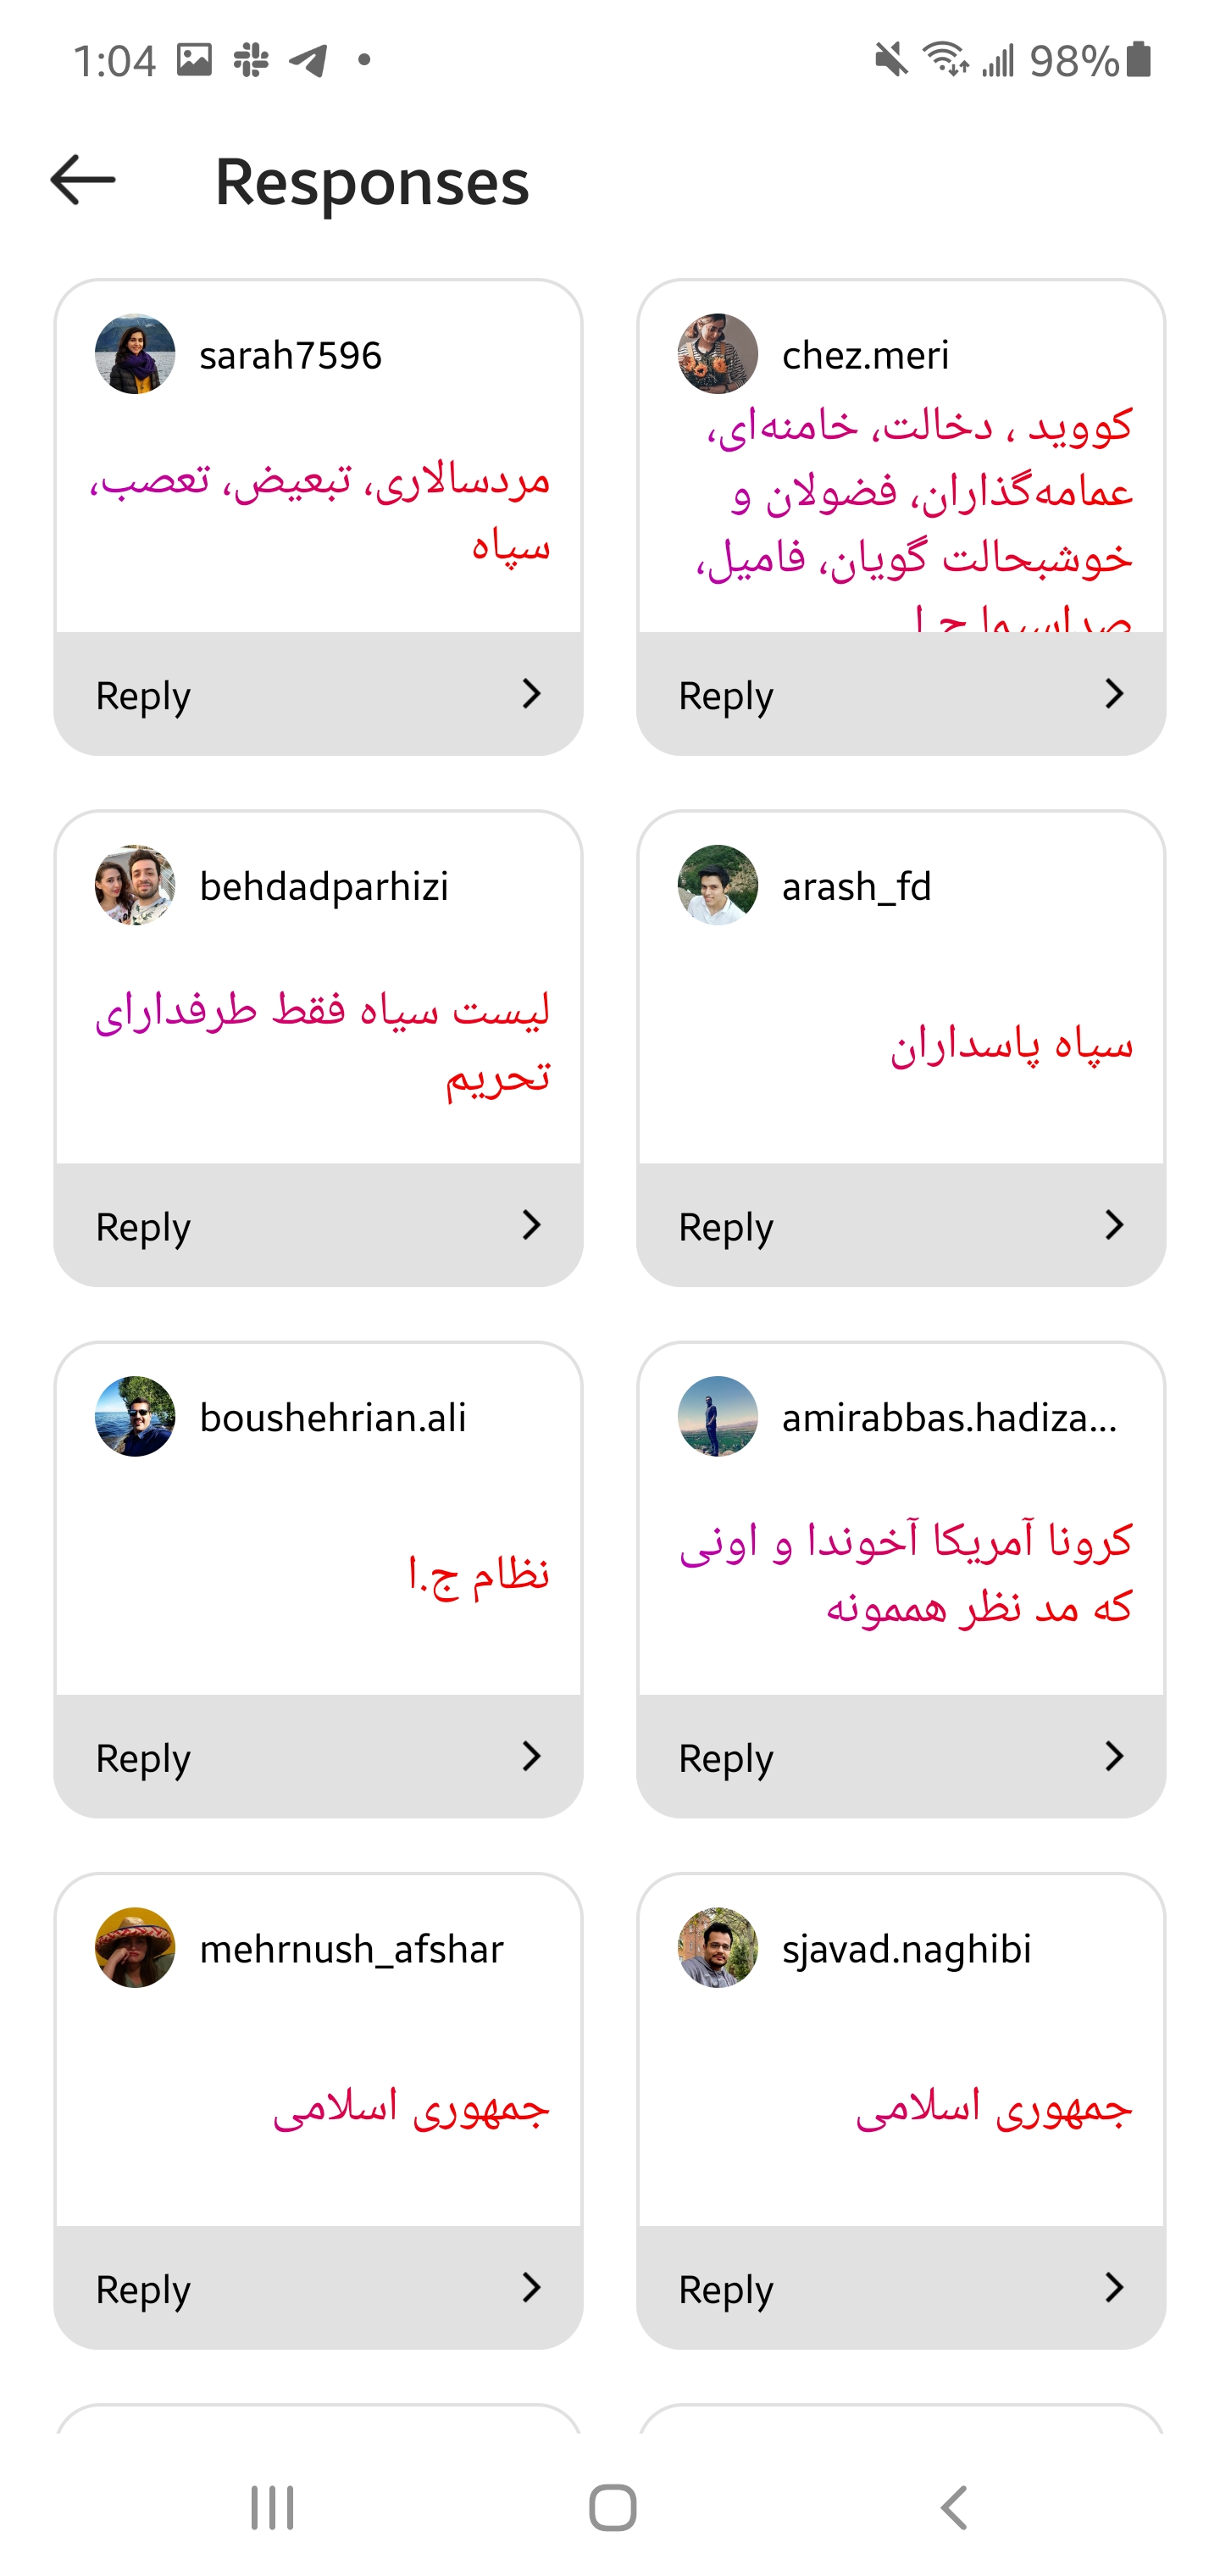 1:04
98%
Responses
sarah7596
مردسالاری، تبعیض، تعصب،
سپاه
Reply
chez.meri
کووید ، دخالت، خامنه‌ای،
عمامه‌گذاران، فضولان و
خوشبحالت گویان، فامیل،
Reply
behdadparhizi
لیست سیاه فقط طرفدارای
تحریم
Reply
arash_fd
سپاه پاسداران
Reply
boushehrian.ali
نظام ج.ا
Reply
amirabbas.hadiza...
کرونا آمریکا آخوندا و اونی
که مد نظر هممونه
Reply
mehrnush_afshar
جمهوری اسلامی
Reply
sjavad.naghibi
جمهوری اسلامی
Reply